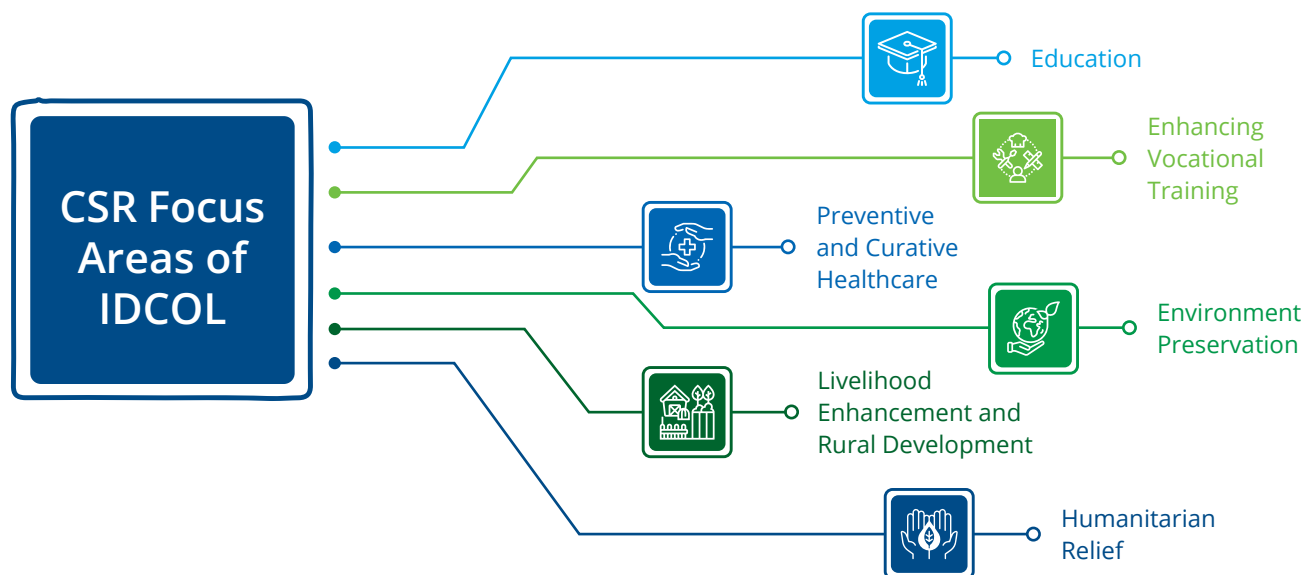 CSR Focus
Areas of
IDCOL
Education
Enhancing
Vocational
Training
Preventive
and Curative
Healthcare
Environment
Preservation
Livelihood
Enhancement and
Rural Development
Humanitarian
Relief